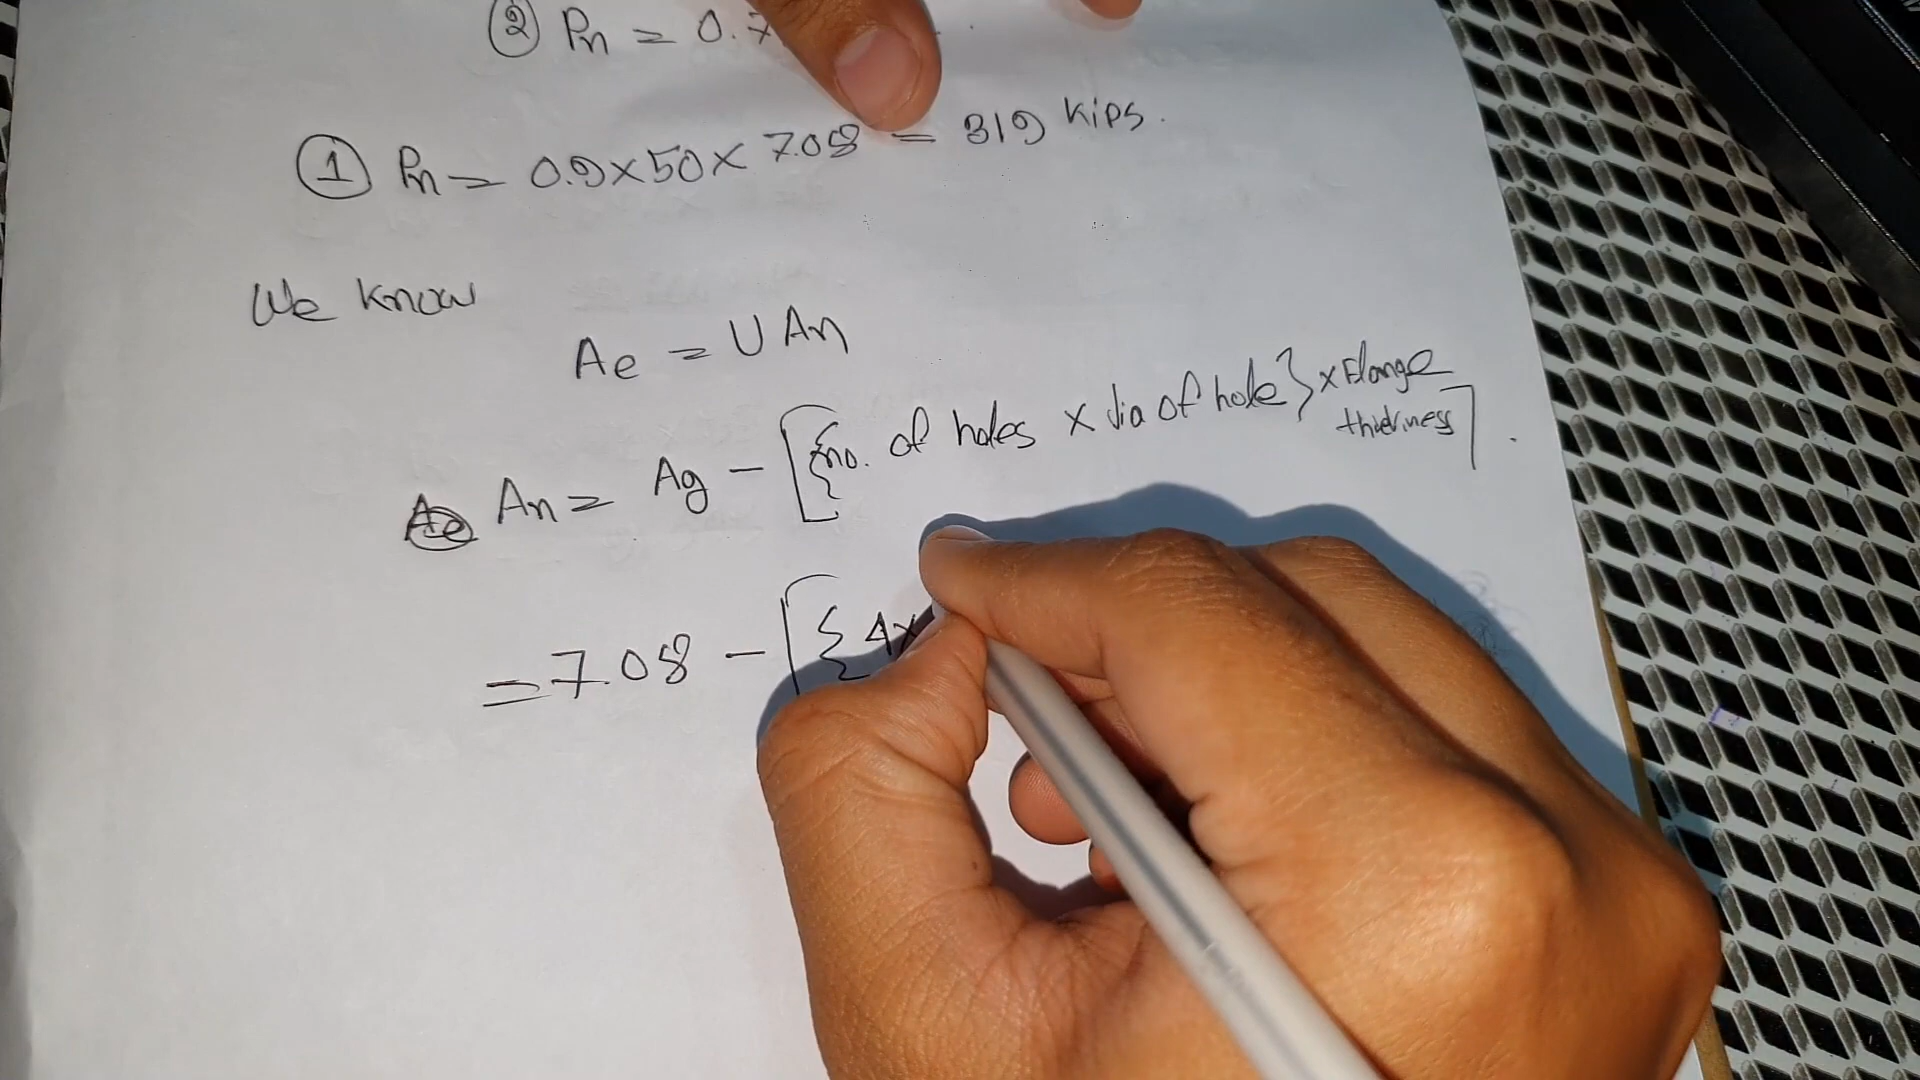 ② Pn = 0.7
① Pn = 0.9×50× 7.08 = 319 kips.
We know
Ae = U An
An = Ag - [{no. of holes × dia of hole} × Flange thickness].
= 7.08 - [{4×